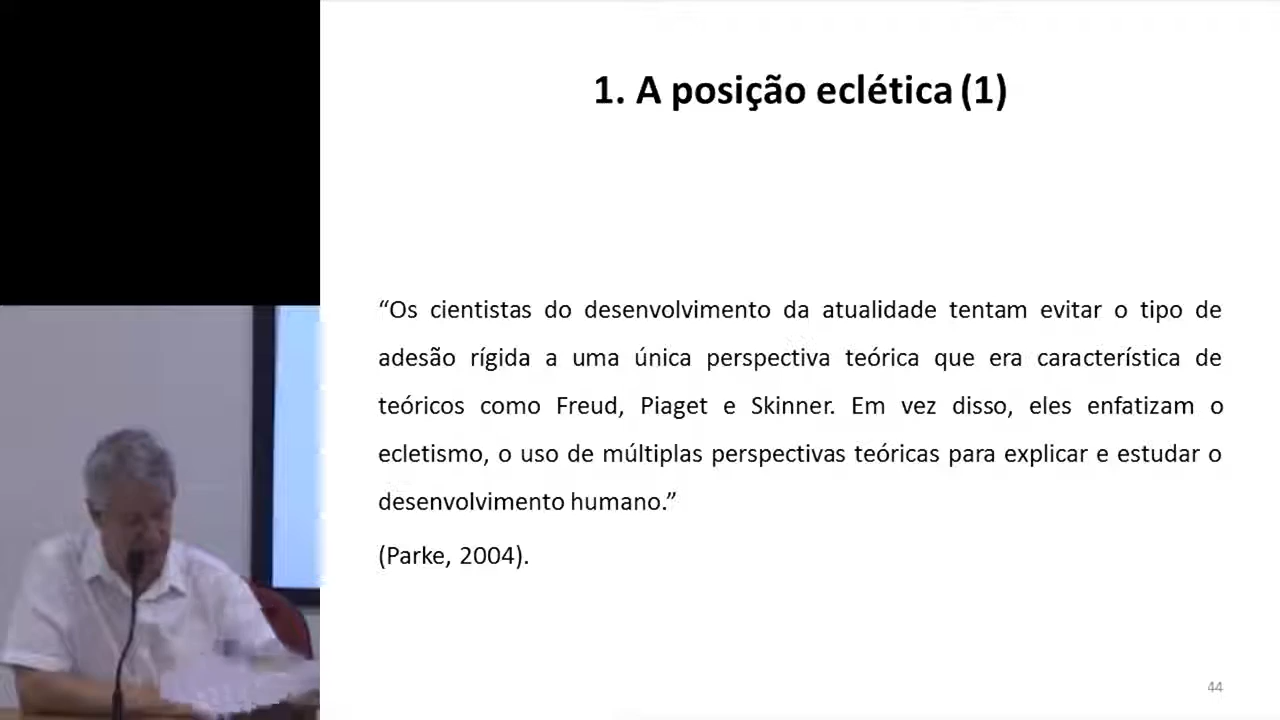 1. A posição eclética (1)
“Os cientistas do desenvolvimento da atualidade tentam evitar o tipo de
adesão rígida a uma única perspectiva teórica que era característica de
teóricos como Freud, Piaget e Skinner. Em vez disso, eles enfatizam o
ecletismo, o uso de múltiplas perspectivas teóricas para explicar e estudar o
desenvolvimento humano.”
(Parke, 2004).
44